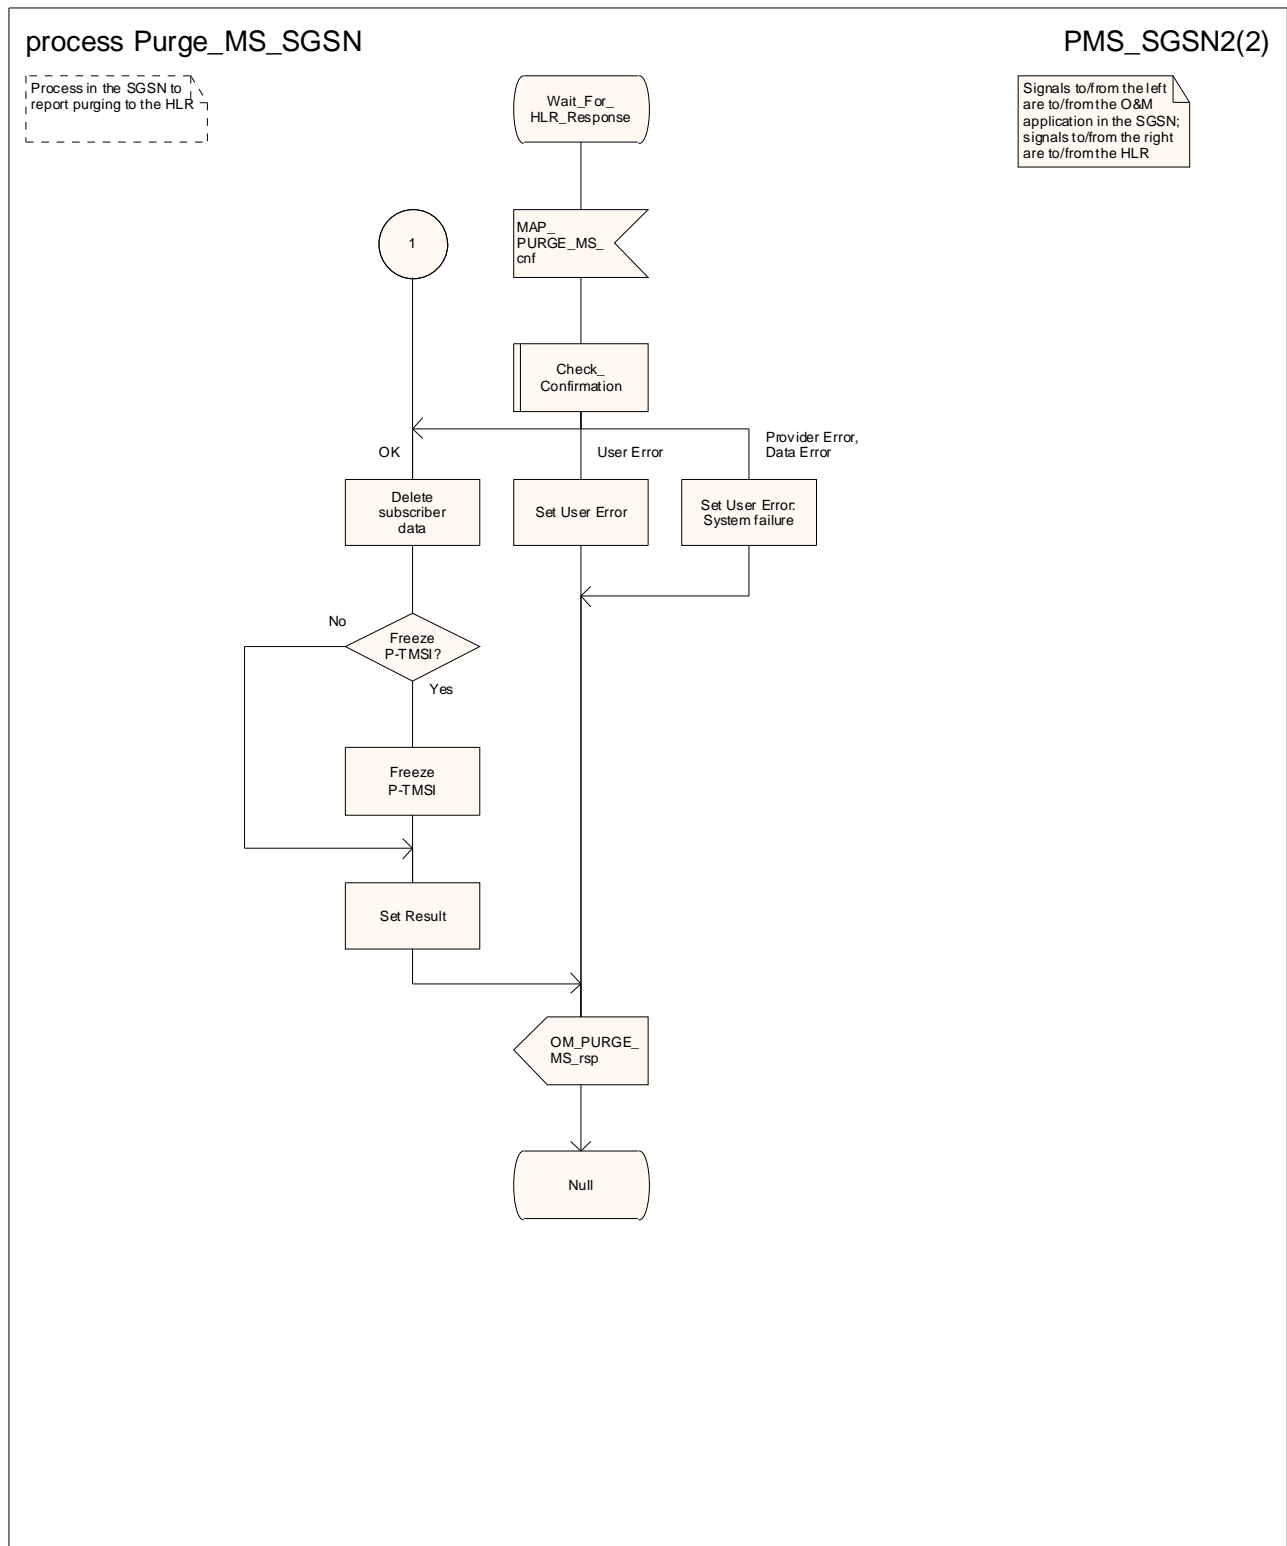 process Purge_MS_SGSN
PMS_SGSN2(2)
Process in the SGSN to
report purging to the HLR
Wait_For_
HLR_Response
Signals to/from the left
are to/from the O&M
application in the SGSN;
signals to/from the right
are to/from the HLR
1
MAP_
PURGE_MS_
cnf
Check_
Confirmation
OK
User Error
Provider Error,
Data Error
Delete
subscriber
data
Set User Error
Set User Error:
System failure
No
Freeze
P-TMSI?
Yes
Freeze
P-TMSI
Set Result
OM_PURGE_
MS_rsp
Null